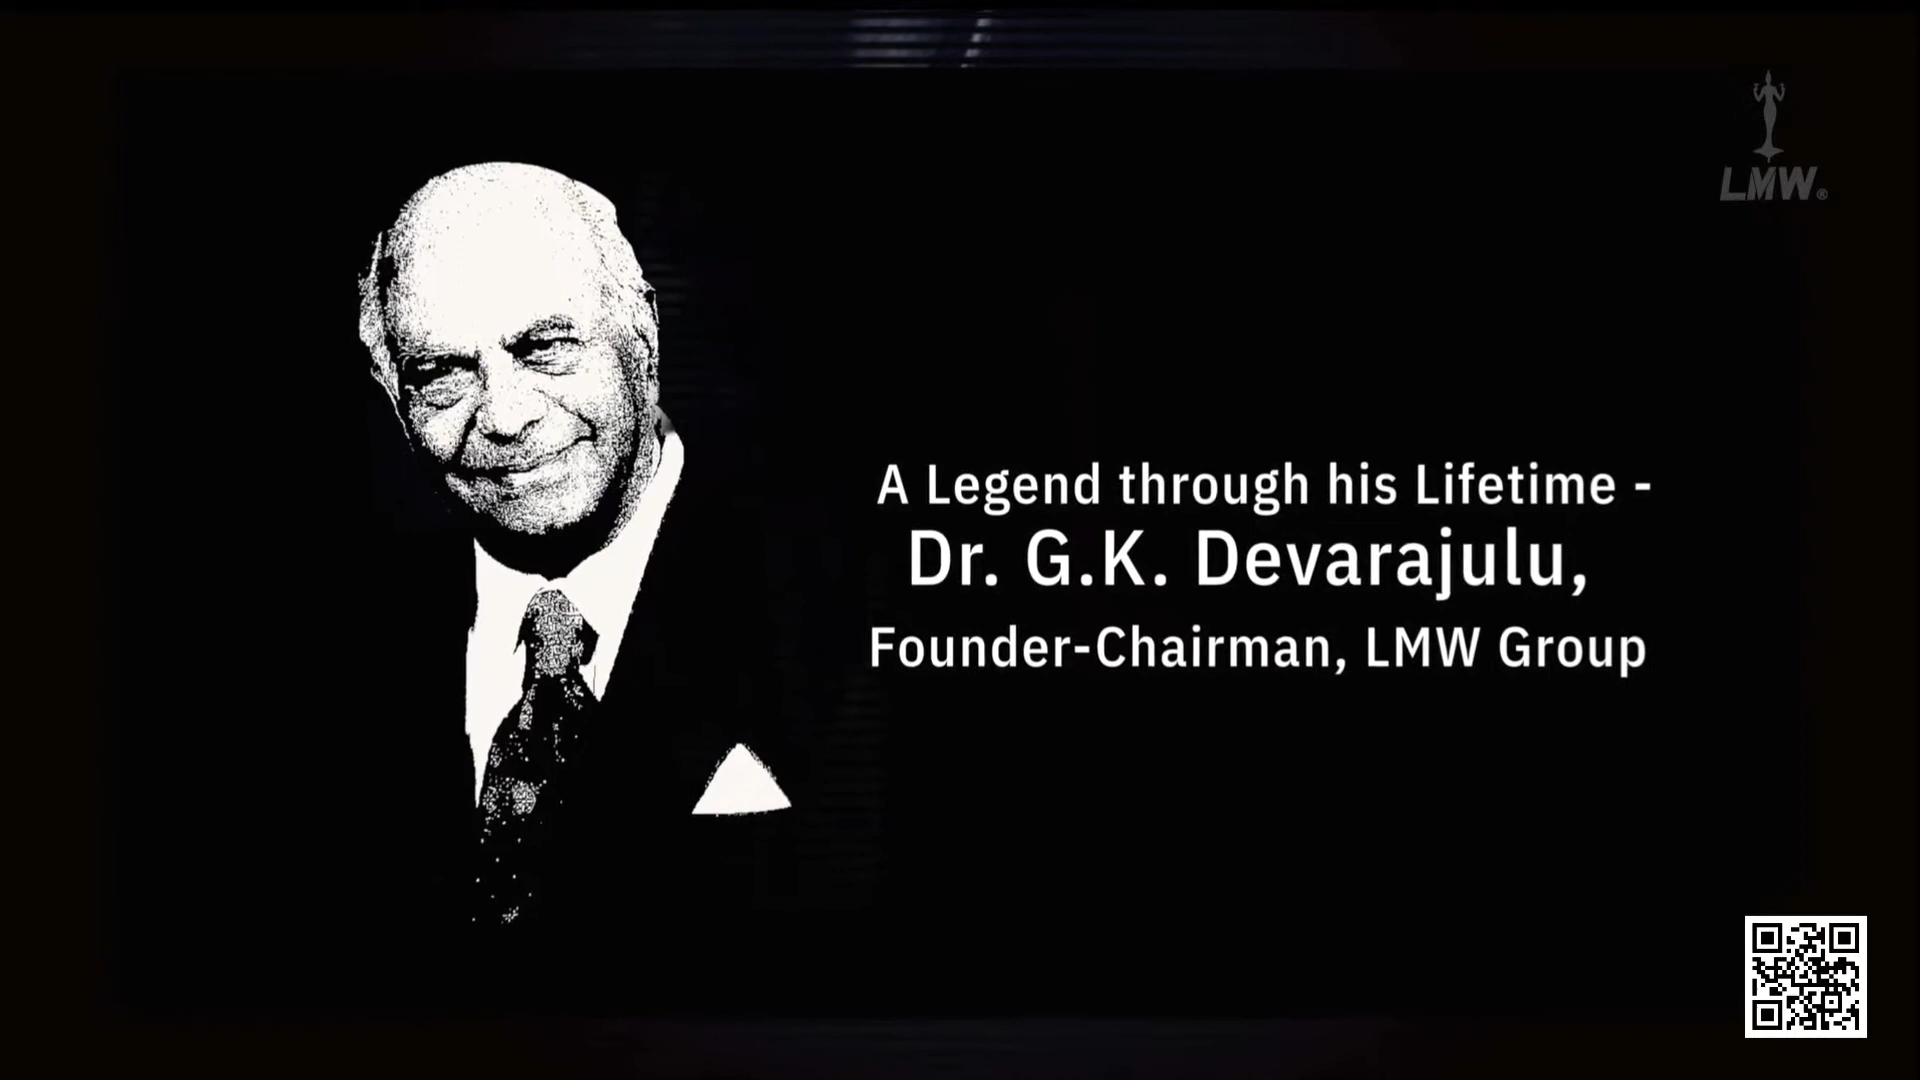 LMW®
A Legend through his Lifetime -
Dr. G.K. Devarajulu,
Founder-Chairman, LMW Group